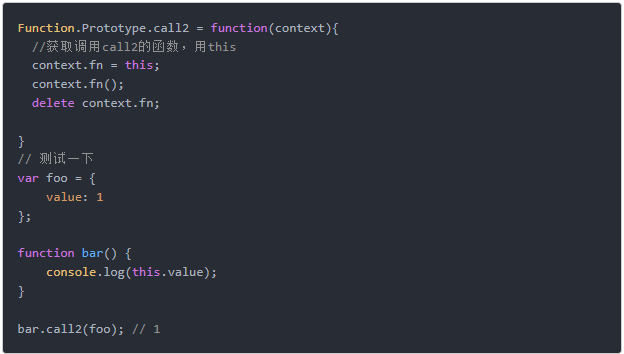 Function.Prototype.call2 = function(context){
  //获取调用call2的函数，用this
  context.fn = this;
  context.fn();
  delete context.fn;
}
// 测试一下
var foo = {
    value: 1
};
function bar() {
    console.log(this.value);
}
bar.call2(foo); // 1